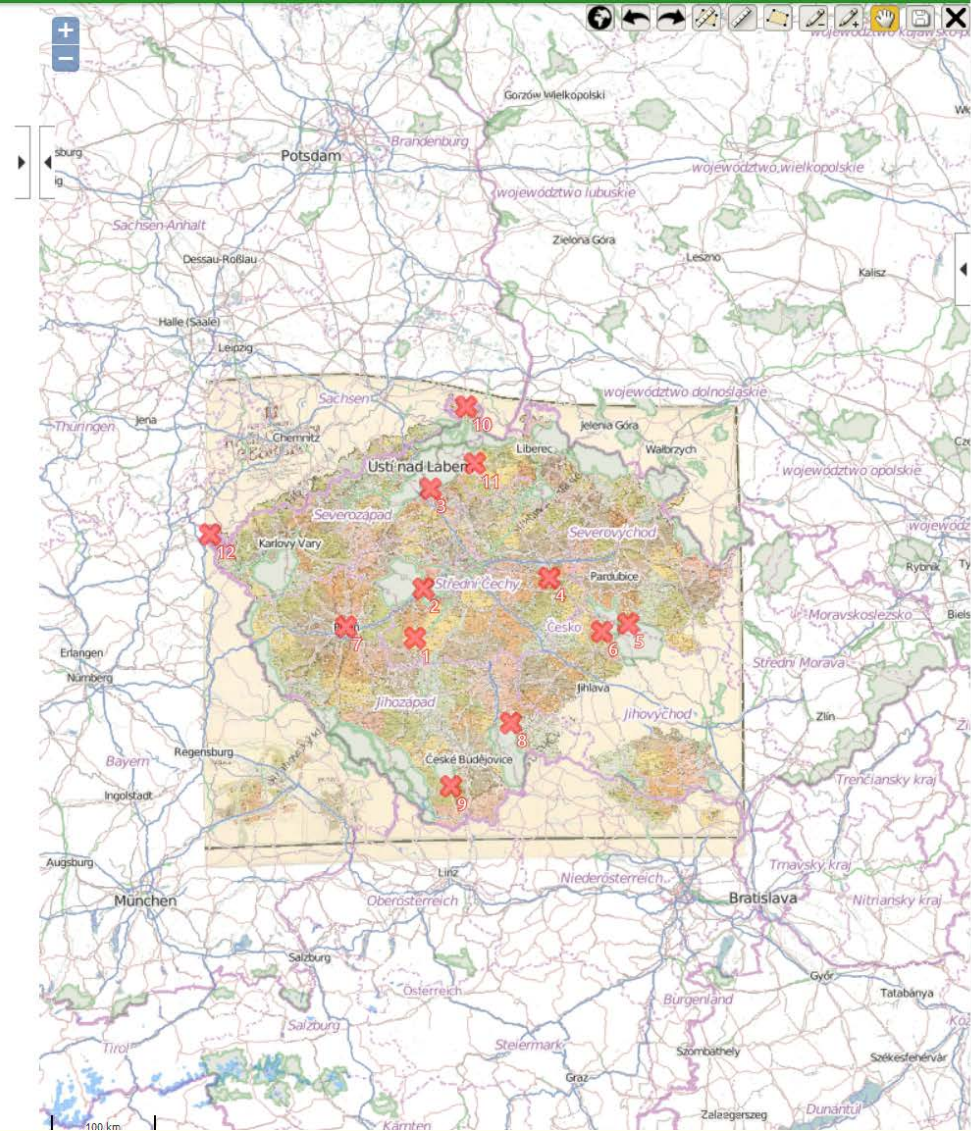 województwo kujawsko-p
Gorzów Wielkopolski
Brandenburg
Potsdam
sburg
ig
województwo wielkopolskie
województwo lubuskie
Sachsen-Anhalt
Zielona Góra
Dessau-Roßlau
Leszno
Kalisz
Halle (Saale)
Leipzig
województwo dolnośląskie
Sachsen
Jena
Thüringen
10
Jelenia Góra
Chemnitz
Liberec
Wałbrzych
Ústí nad Labem
województwo opolskie
11
3
Severozápad
Severovýchod
Karlovy Vary
12
Rybnik
Ty
Střední Čechy
Pardubice
4
2
Moravskoslezsko
Biels
Česko
7
1
6
5
Erlangen
Nürnberg
Střední Morava
Jihlava
Jihozápad
Jihovýchod
Zlín
8
Regensburg
České Budějovice
Bayern
Trenčiansky kraj
Ingolstadt
9
Augsburg
Linz
Niederösterreich
Trnavský kraj
München
Oberösterreich
Bratislava
Nitriansky kraj
Salzburg
Győr
Österreich
Burgenland
Tatabánya
Salzburg
Tirol
Steiermark
Szombathely
Székesfehérvár
Graz
Dunántúl
Zalaegerszeg
100 km
Kärnten